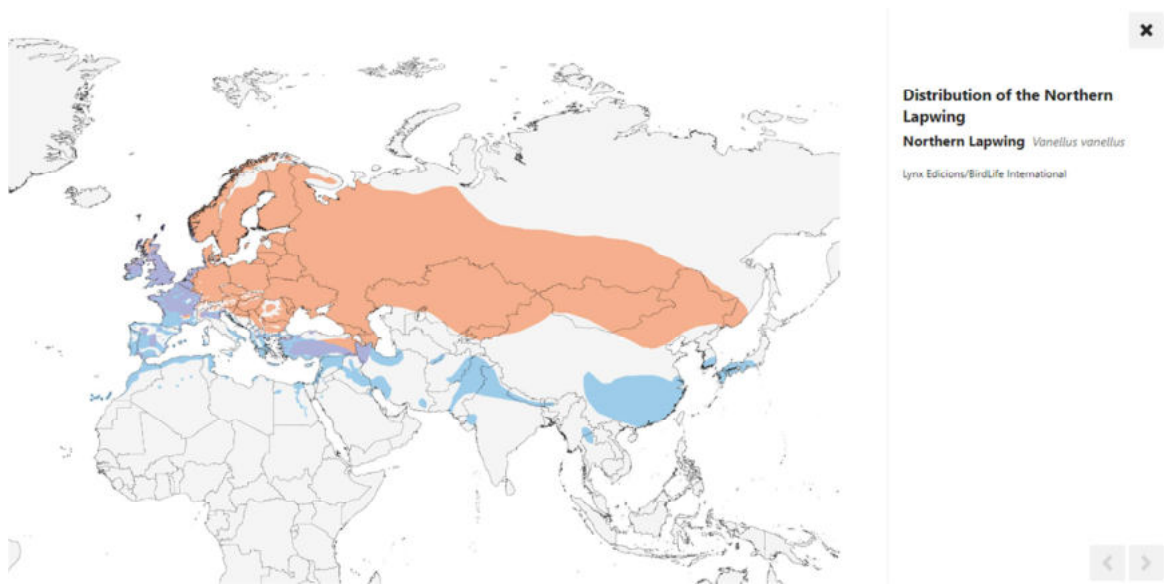 Distribution of the Northern
Lapwing
Northern Lapwing Vanellus vanellus
Lynx Edicions/BirdLife International